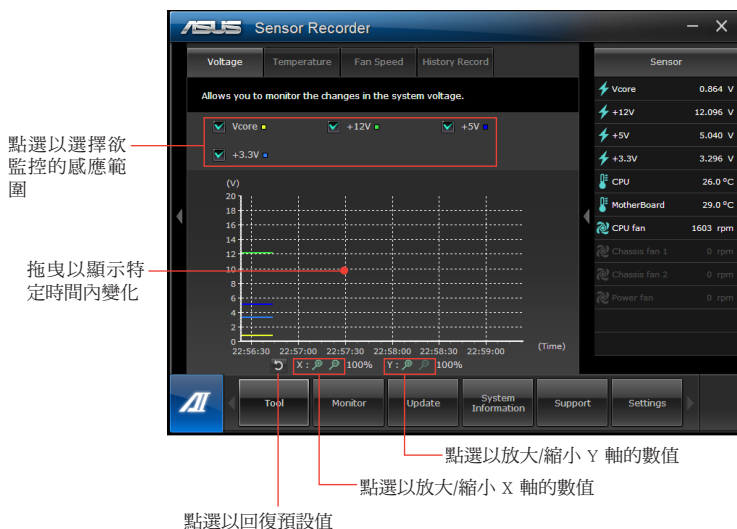 ASUS Sensor Recorder
Voltage Temperature Fan Speed History Record
Allows you to monitor the changes in the system voltage.
Vcore +12V +5V
+3.3V
點選以選擇欲
監控的感應範
圍
拖曳以顯示特
定時間內變化
(V)
20
18
16
14
12
10
8
6
4
2
0
22:56:30 22:57:00 22:57:30 22:58:00 22:58:30 22:59:00
(Time)
X : 100% Y : 100%
Sensor
Vcore 0.864 V
+12V 12.096 V
+5V 5.040 V
+3.3V 3.296 V
CPU 26.0 ºC
MotherBoard 29.0 ºC
CPU fan 1603 rpm
Chassis fan 1 0 rpm
Chassis fan 2 0 rpm
Power fan 0 rpm
Tool Monitor Update System Information Support Settings
點選以放大/縮小 Y 軸的數值
點選以放大/縮小 X 軸的數值
點選以回復預設值